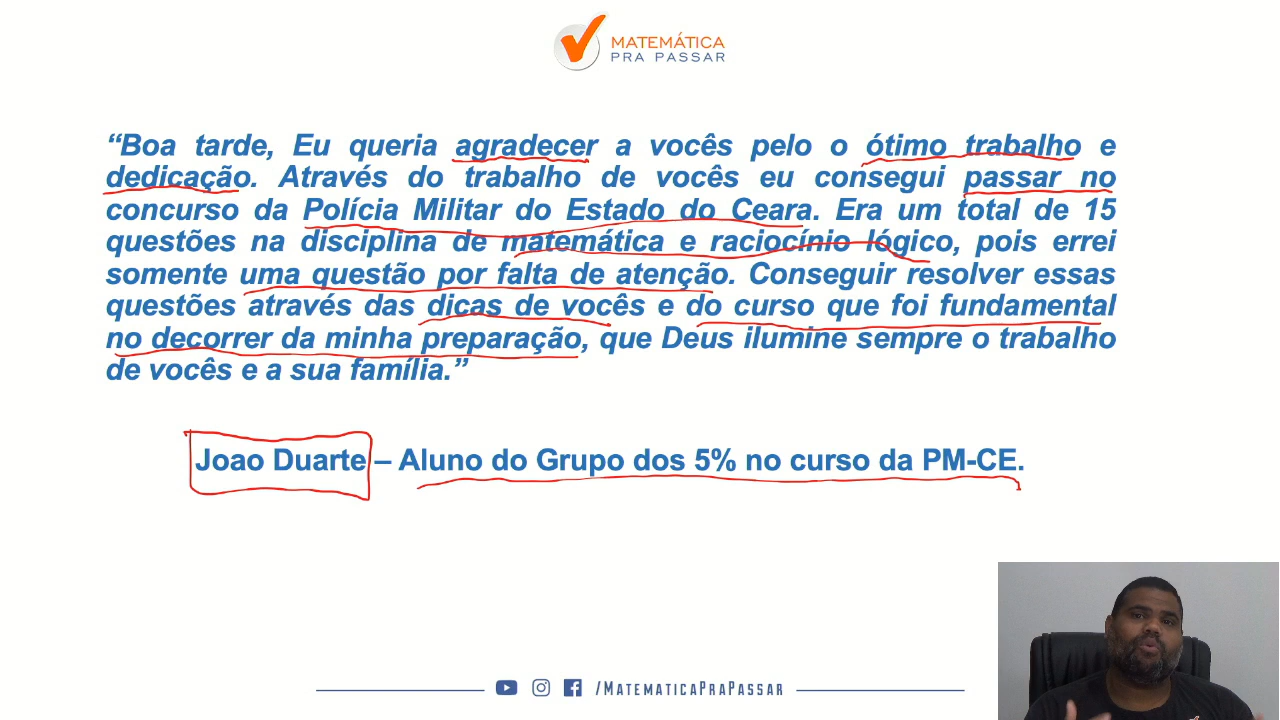 MATEMÁTICA
PRA PASSAR
“Boa tarde, Eu queria agradecer a vocês pelo o ótimo trabalho e
dedicação. Através do trabalho de vocês eu consegui passar no
concurso da Polícia Militar do Estado do Ceara. Era um total de 15
questões na disciplina de matemática e raciocínio lógico, pois errei
somente uma questão por falta de atenção. Conseguir resolver essas
questões através das dicas de vocês e do curso que foi fundamental
no decorrer da minha preparação, que Deus ilumine sempre o trabalho
de vocês e a sua família.”
Joao Duarte – Aluno do Grupo dos 5% no curso da PM-CE.
/MATEMATICAPRAPASSAR